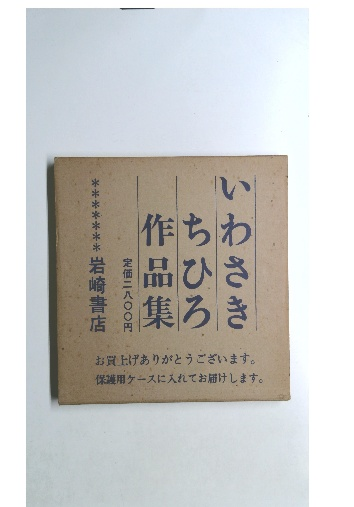 いわさき
ちひろ
作品集
定価二八〇〇円
*******岩崎書店
お買上げありがとうございます。
保護用ケースに入れてお届けします。